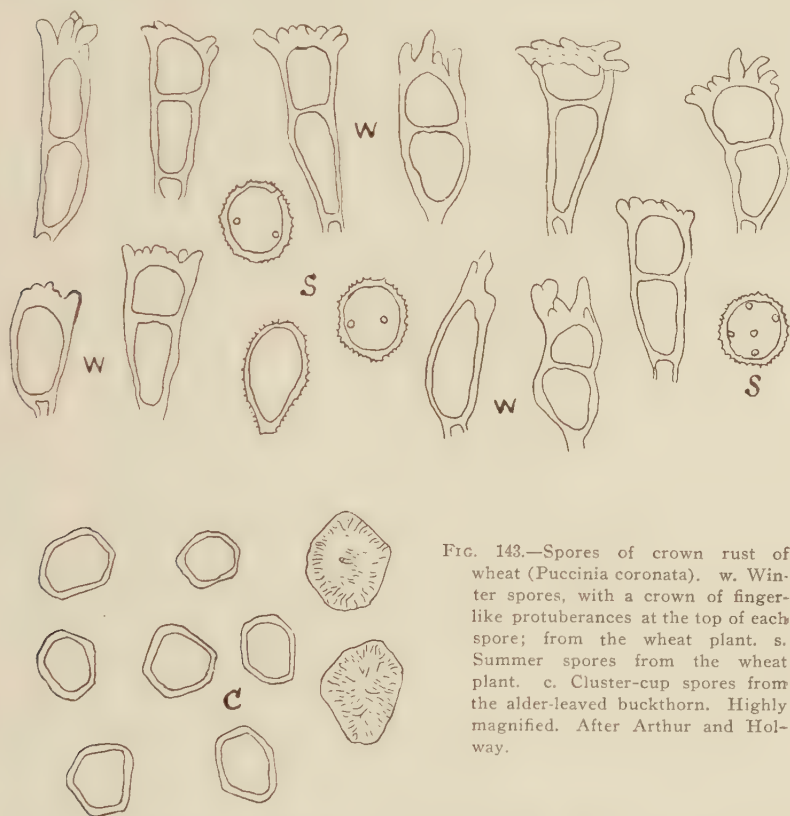 W
S
W
W
S
C
FIG. 143.—Spores of crown rust of
wheat (Puccinia coronata). w. Win-
ter spores, with a crown of finger-
like protuberances at the top of each
spore; from the wheat plant. s.
Summer spores from the wheat
plant. c. Cluster-cup spores from
the alder-leaved buckthorn. Highly
magnified. After Arthur and Hol-
way.